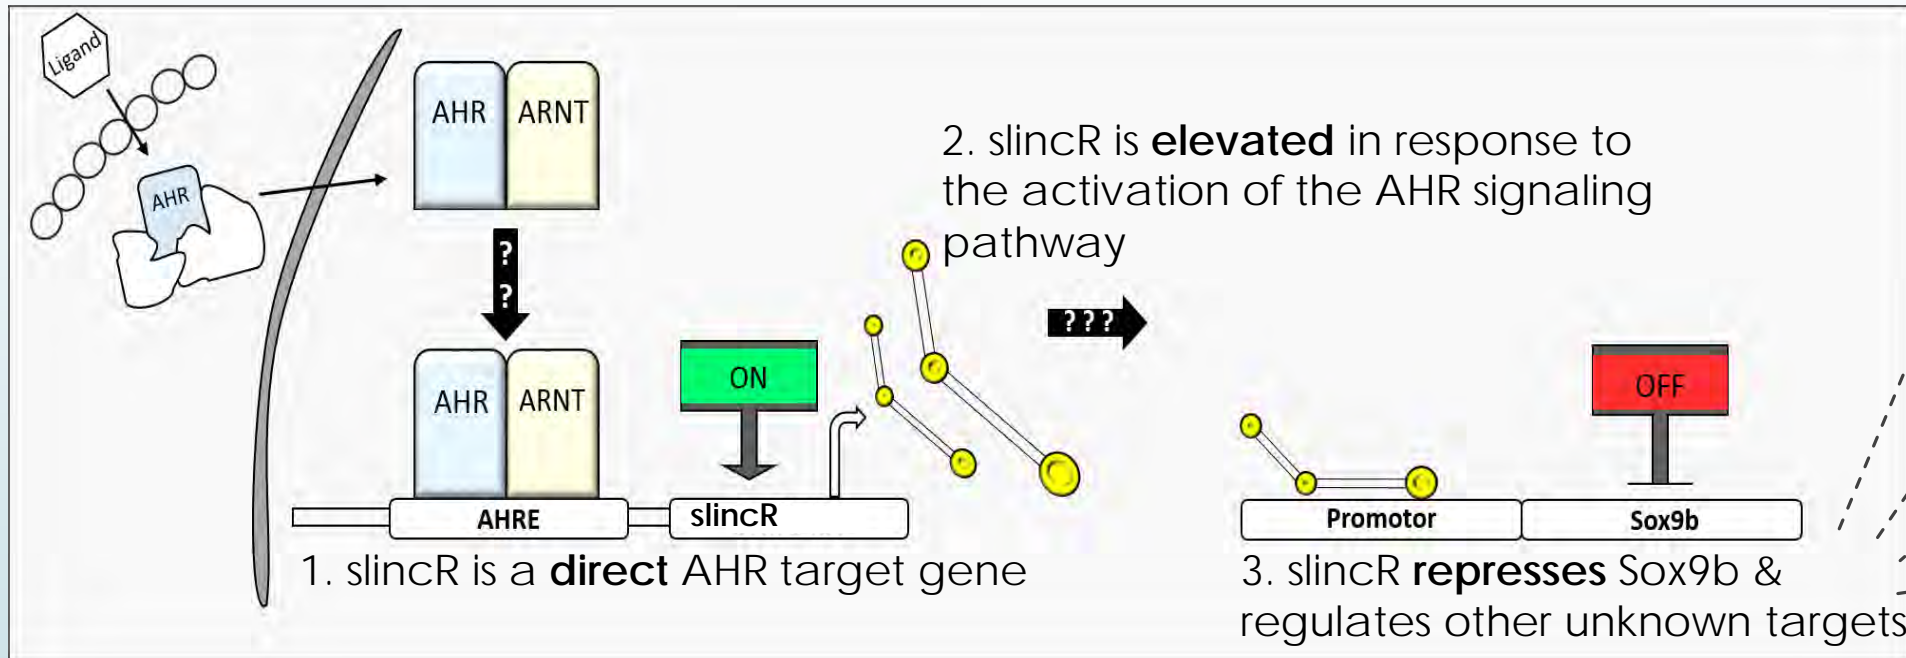 Ligand
AHR
AHR ARNT
?
?
AHR ARNT
AHRE
ON
slincR
1. slincR is a direct AHR target gene
2. slincR is elevated in response to
the activation of the AHR signaling
pathway
???
OFF
Promotor
Sox9b
3. slincR represses Sox9b &
regulates other unknown targets